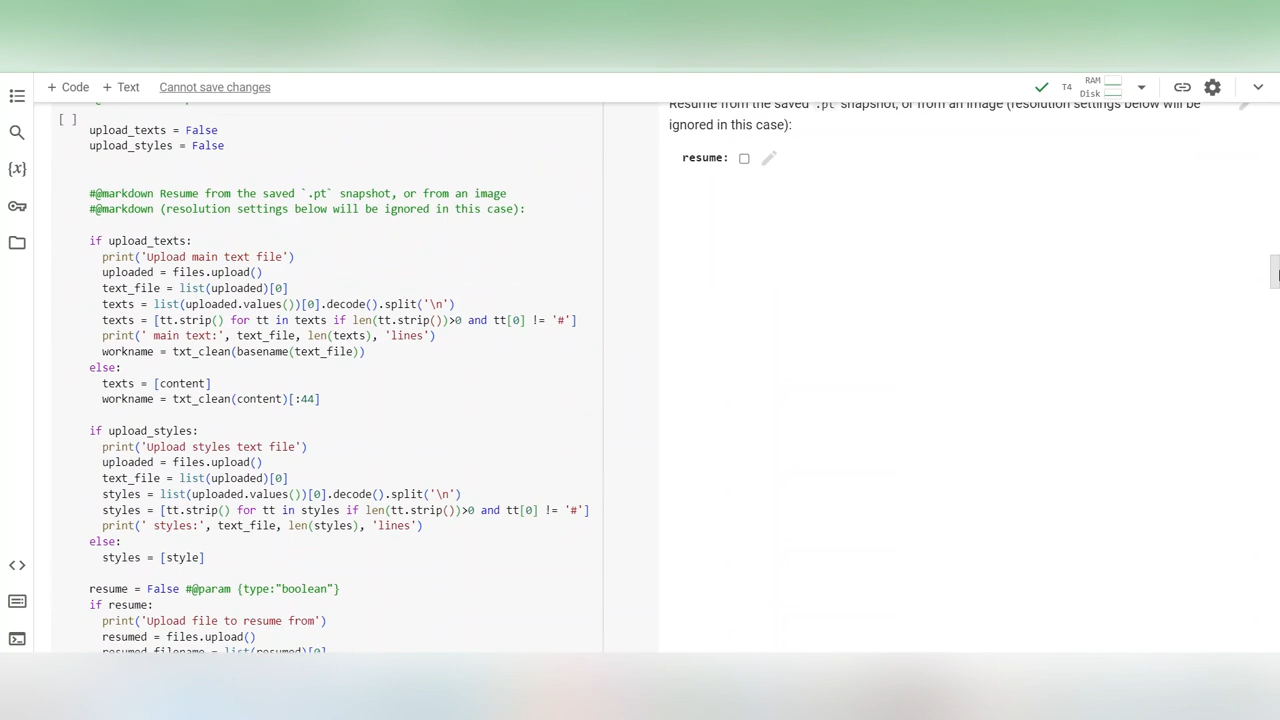 + Code + Text Cannot save changes
T4 RAM
Disk
[ ]
upload_texts = False
upload_styles = False
#@markdown Resume from the saved `.pt` snapshot, or from an image
#@markdown (resolution settings below will be ignored in this case):
if upload_texts:
print('Upload main text file')
uploaded = files.upload()
text_file = list(uploaded)[0]
texts = list(uploaded.values())[0].decode().split('\n')
texts = [tt.strip() for tt in texts if len(tt.strip())>0 and tt[0] != '#']
print(' main text:', text_file, len(texts), 'lines')
workname = txt_clean(basename(text_file))
else:
texts = [content]
workname = txt_clean(content)[:44]
if upload_styles:
print('Upload styles text file')
uploaded = files.upload()
text_file = list(uploaded)[0]
styles = list(uploaded.values())[0].decode().split('\n')
styles = [tt.strip() for tt in styles if len(tt.strip())>0 and tt[0] != '#']
print(' styles:', text_file, len(styles), 'lines')
else:
styles = [style]
resume = False #@param {type:"boolean"}
if resume:
print('Upload file to resume from')
resumed = files.upload()
resumed_filename = list(resumed)[0]
Resume from the saved .pt snapshot, or from an image (resolution settings below will be
ignored in this case):
resume: